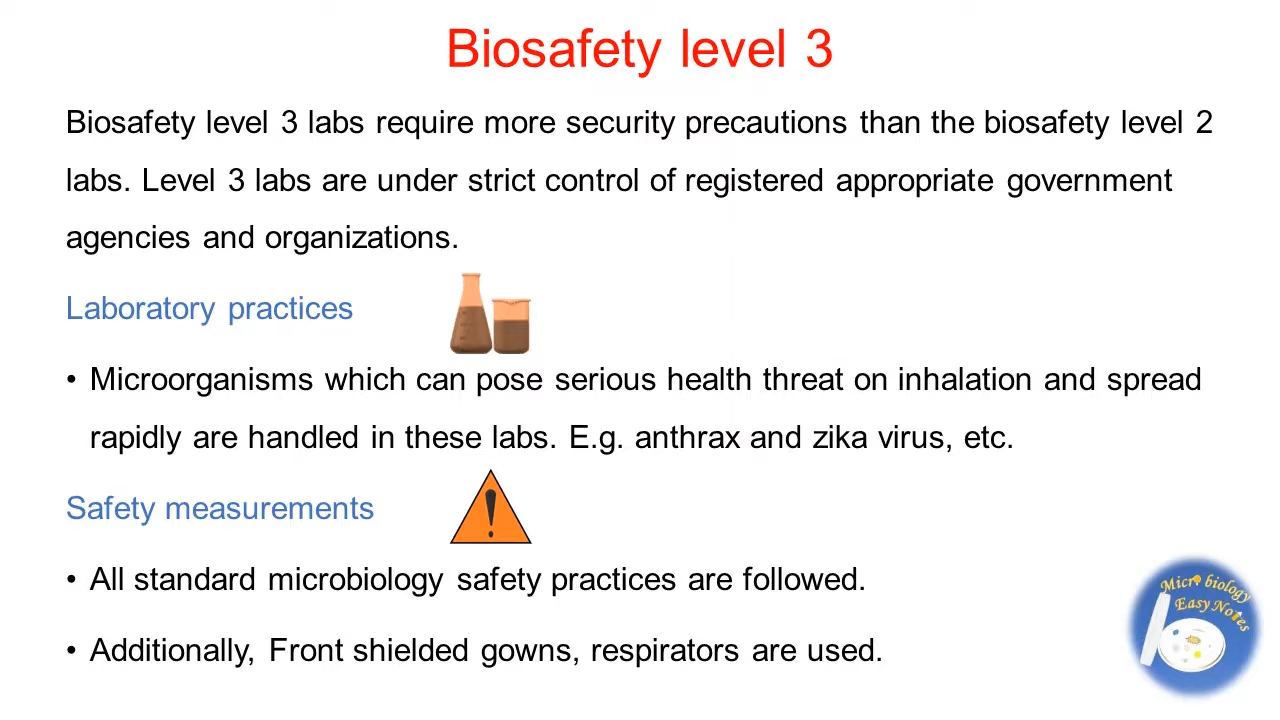 Biosafety level 3
Biosafety level 3 labs require more security precautions than the biosafety level 2
labs. Level 3 labs are under strict control of registered appropriate government
agencies and organizations.
Laboratory practices
• Microorganisms which can pose serious health threat on inhalation and spread
rapidly are handled in these labs. E.g. anthrax and zika virus, etc.
Safety measurements
!
• All standard microbiology safety practices are followed.
• Additionally, Front shielded gowns, respirators are used.
Microbiology
Easy Notes